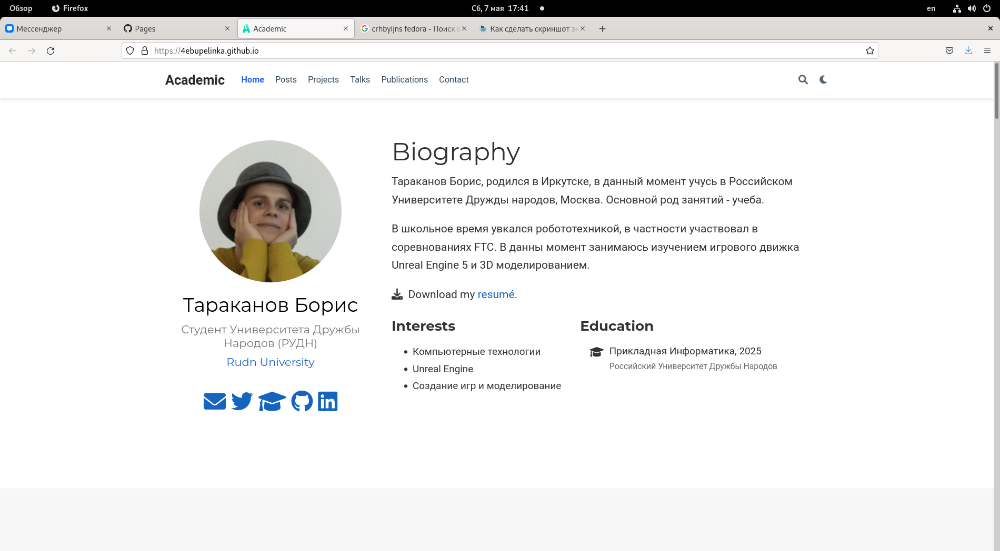 Обзор Firefox Сб, 7 мая 17:41 en
Мессенджер Pages Academic crhbyijns fedora - Поиск в Как сделать скриншот эк
https://4ebupelinka.github.io
Academic Home Posts Projects Talks Publications Contact
Biography
Тараканов Борис, родился в Иркутске, в данный момент учусь в Российском
Университете Дружды народов, Москва. Основной род занятий - учеба.
В школьное время увкался робототехникой, в частности участвовал в
соревнованиях FTC. В данны момент занимаюсь изучением игрового движка
Unreal Engine 5 и 3D моделированием.
Download my resumé.
Тараканов Борис
Студент Университета Дружбы
Народов (РУДН)
Rudn University
Interests
Компьютерные технологии
Unreal Engine
Создание игр и моделирование
Education
Прикладная Информатика, 2025
Российский Университет Дружбы Народов